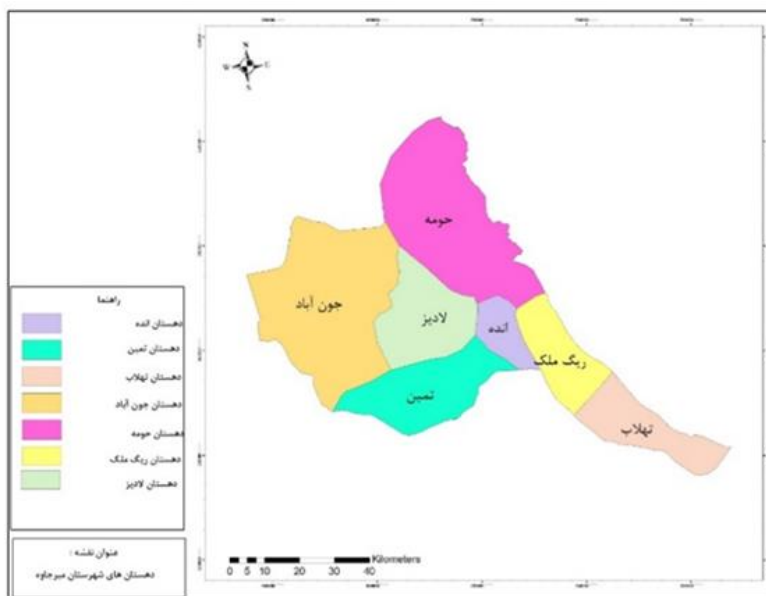 N
W E
S
حومه
جون آباد
لادیز
انده
ریگ ملک
تمین
تهلاب
راهنما
دهستان انده
دهستان تمین
دهستان تهلاب
دهستان جون آباد
دهستان حومه
دهستان ریگ ملک
دهستان لادیز
Kilometers
0 5 10 20 30 40
عنوان نقشه :
دهستان های شهرستان میرجاوه